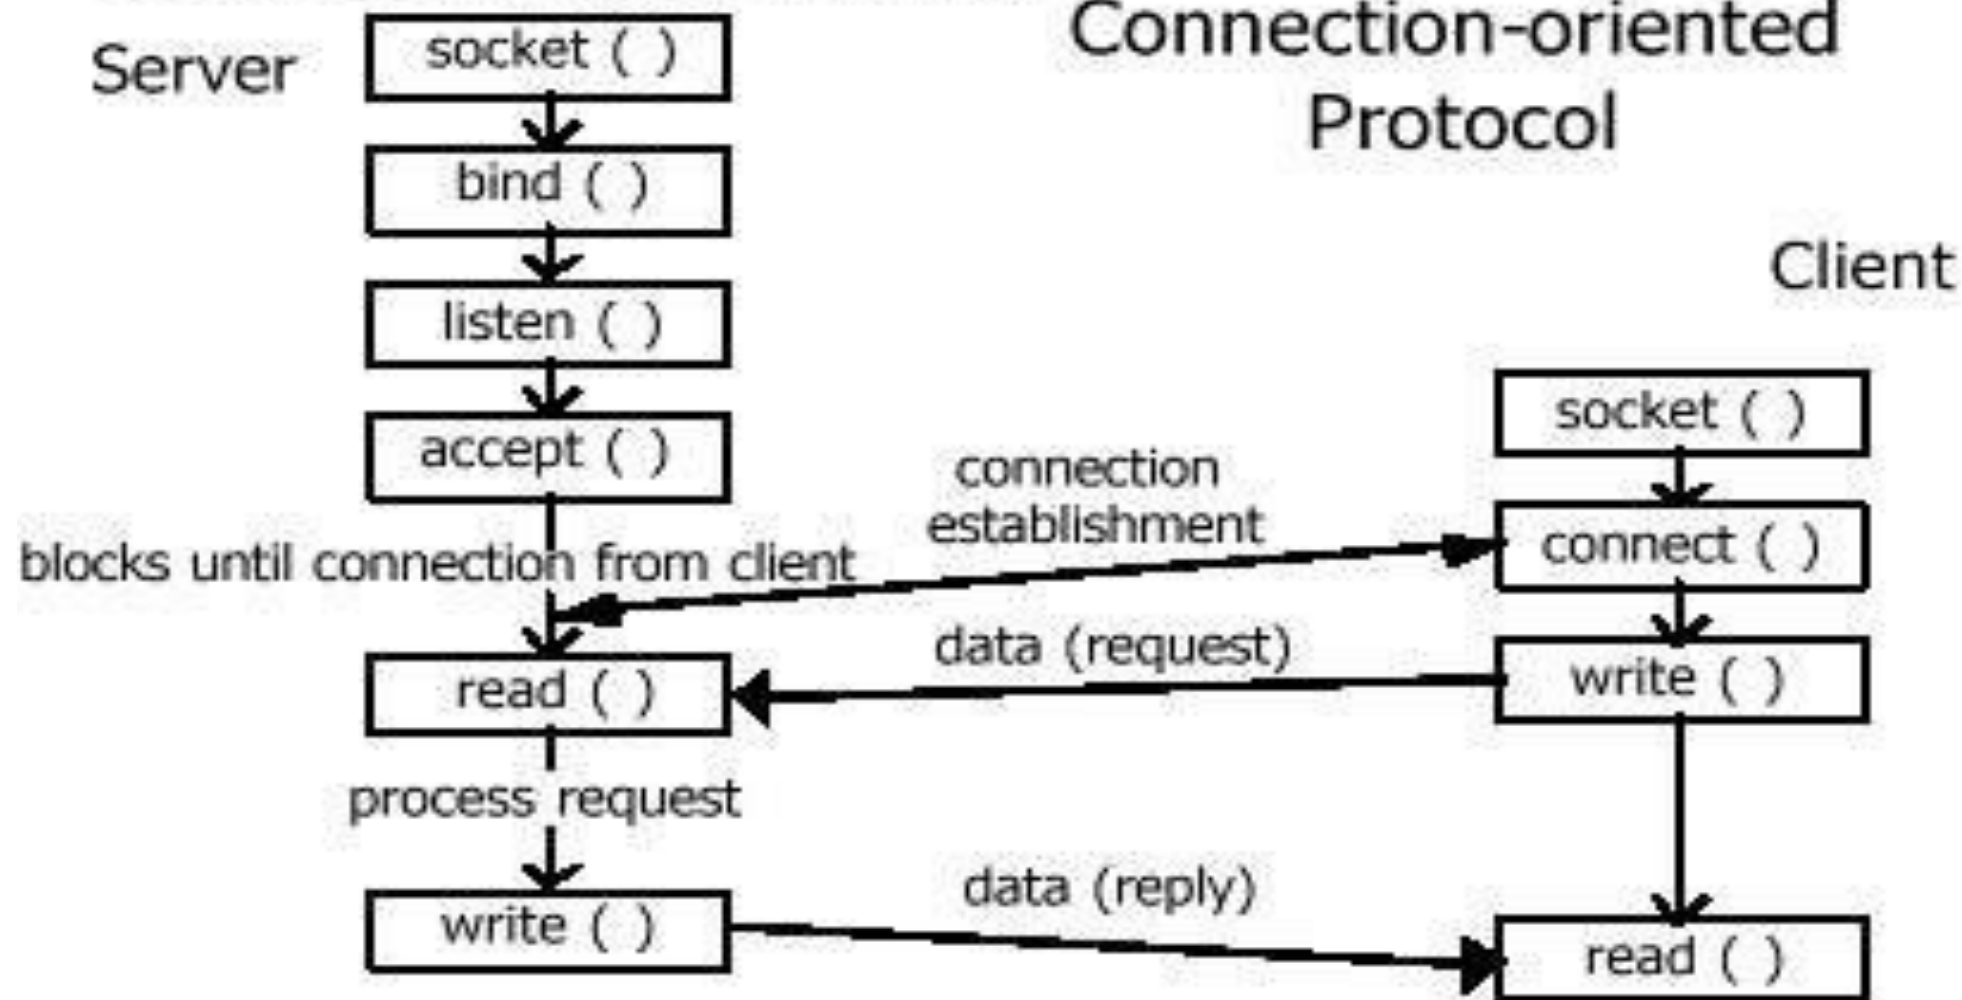 Connection-oriented
Protocol
Server
socket ( )
bind ( )
listen ( )
accept ( )
blocks until connection from client
read ( )
process request
write ( )
connection
establishment
data (request)
data (reply)
Client
socket ( )
connect ( )
write ( )
read ( )